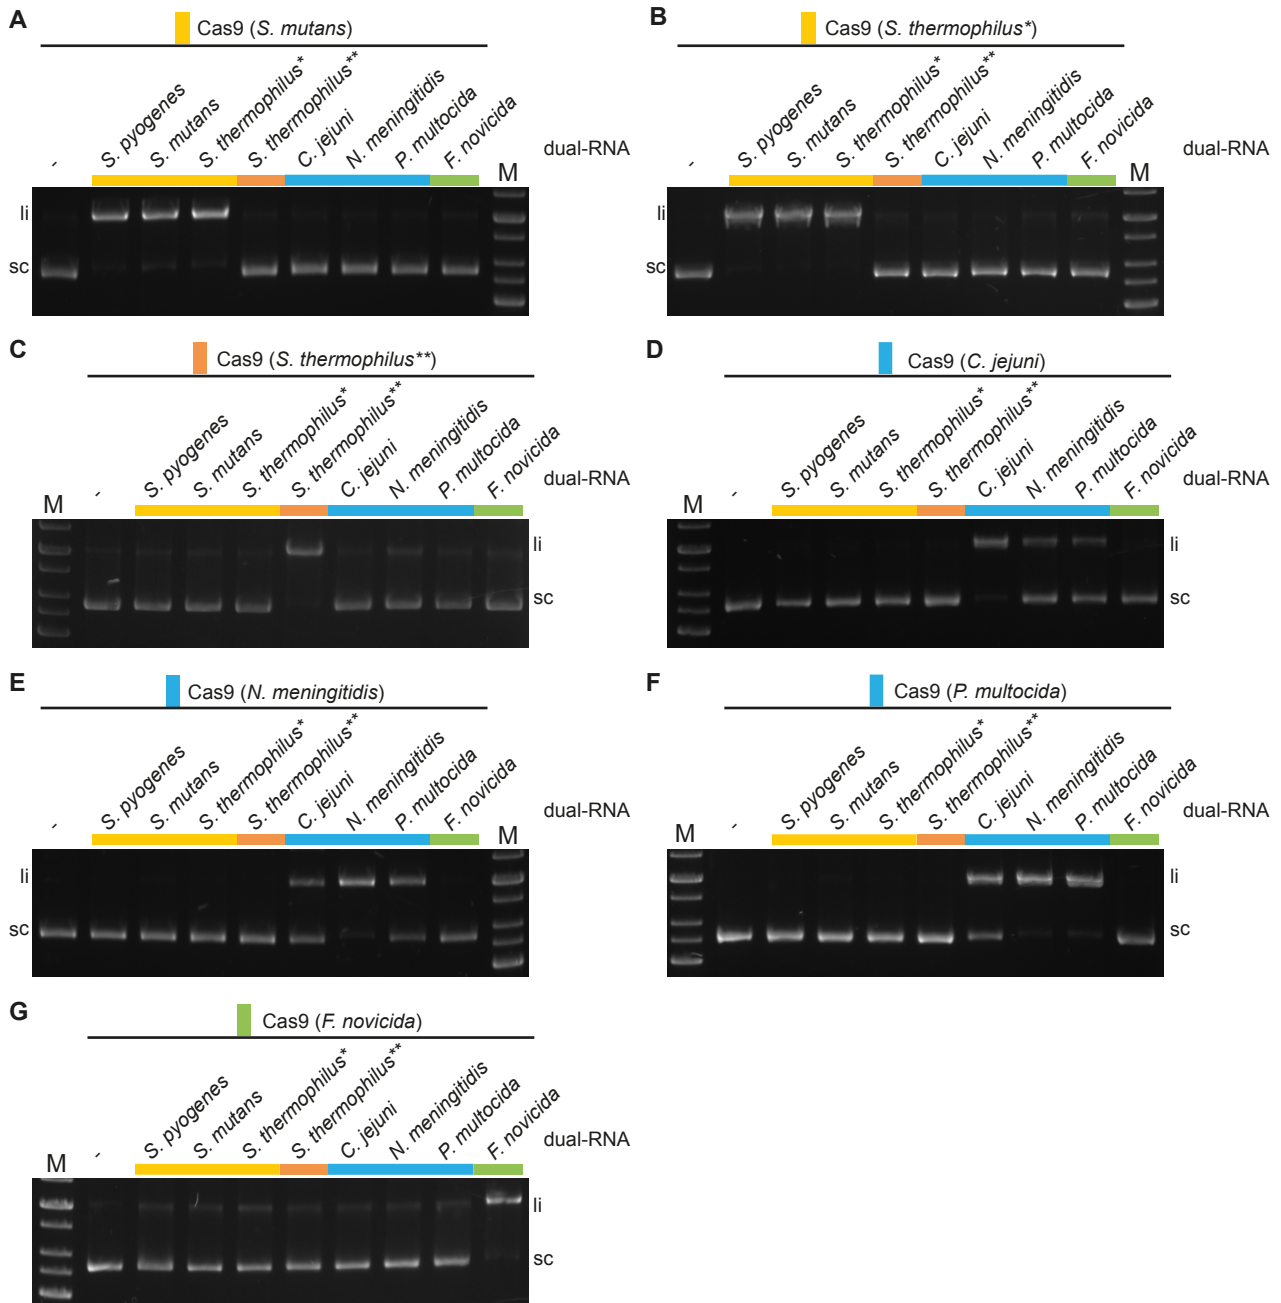 A
Cas9 (S. mutans)
-
S. pyogenes
S. mutans
S. thermophilus*
S. thermophilus**
C. jejuni
N. meningitidis
P. multocida
F. novicida
dual-RNA
M
li
sc
B
Cas9 (S. thermophilus*)
-
S. pyogenes
S. mutans
S. thermophilus*
S. thermophilus**
C. jejuni
N. meningitidis
P. multocida
F. novicida
dual-RNA
M
li
sc
C
Cas9 (S. thermophilus**)
M
-
S. pyogenes
S. mutans
S. thermophilus*
S. thermophilus**
C. jejuni
N. meningitidis
P. multocida
F. novicida
dual-RNA
li
sc
D
Cas9 (C. jejuni)
M
-
S. pyogenes
S. mutans
S. thermophilus*
S. thermophilus**
C. jejuni
N. meningitidis
P. multocida
F. novicida
dual-RNA
li
sc
E
Cas9 (N. meningitidis)
-
S. pyogenes
S. mutans
S. thermophilus*
S. thermophilus**
C. jejuni
N. meningitidis
P. multocida
F. novicida
dual-RNA
M
li
sc
F
Cas9 (P. multocida)
M
-
S. pyogenes
S. mutans
S. thermophilus*
S. thermophilus**
C. jejuni
N. meningitidis
P. multocida
F. novicida
dual-RNA
li
sc
G
Cas9 (F. novicida)
M
-
S. pyogenes
S. mutans
S. thermophilus*
S. thermophilus**
C. jejuni
N. meningitidis
P. multocida
F. novicida
dual-RNA
li
sc